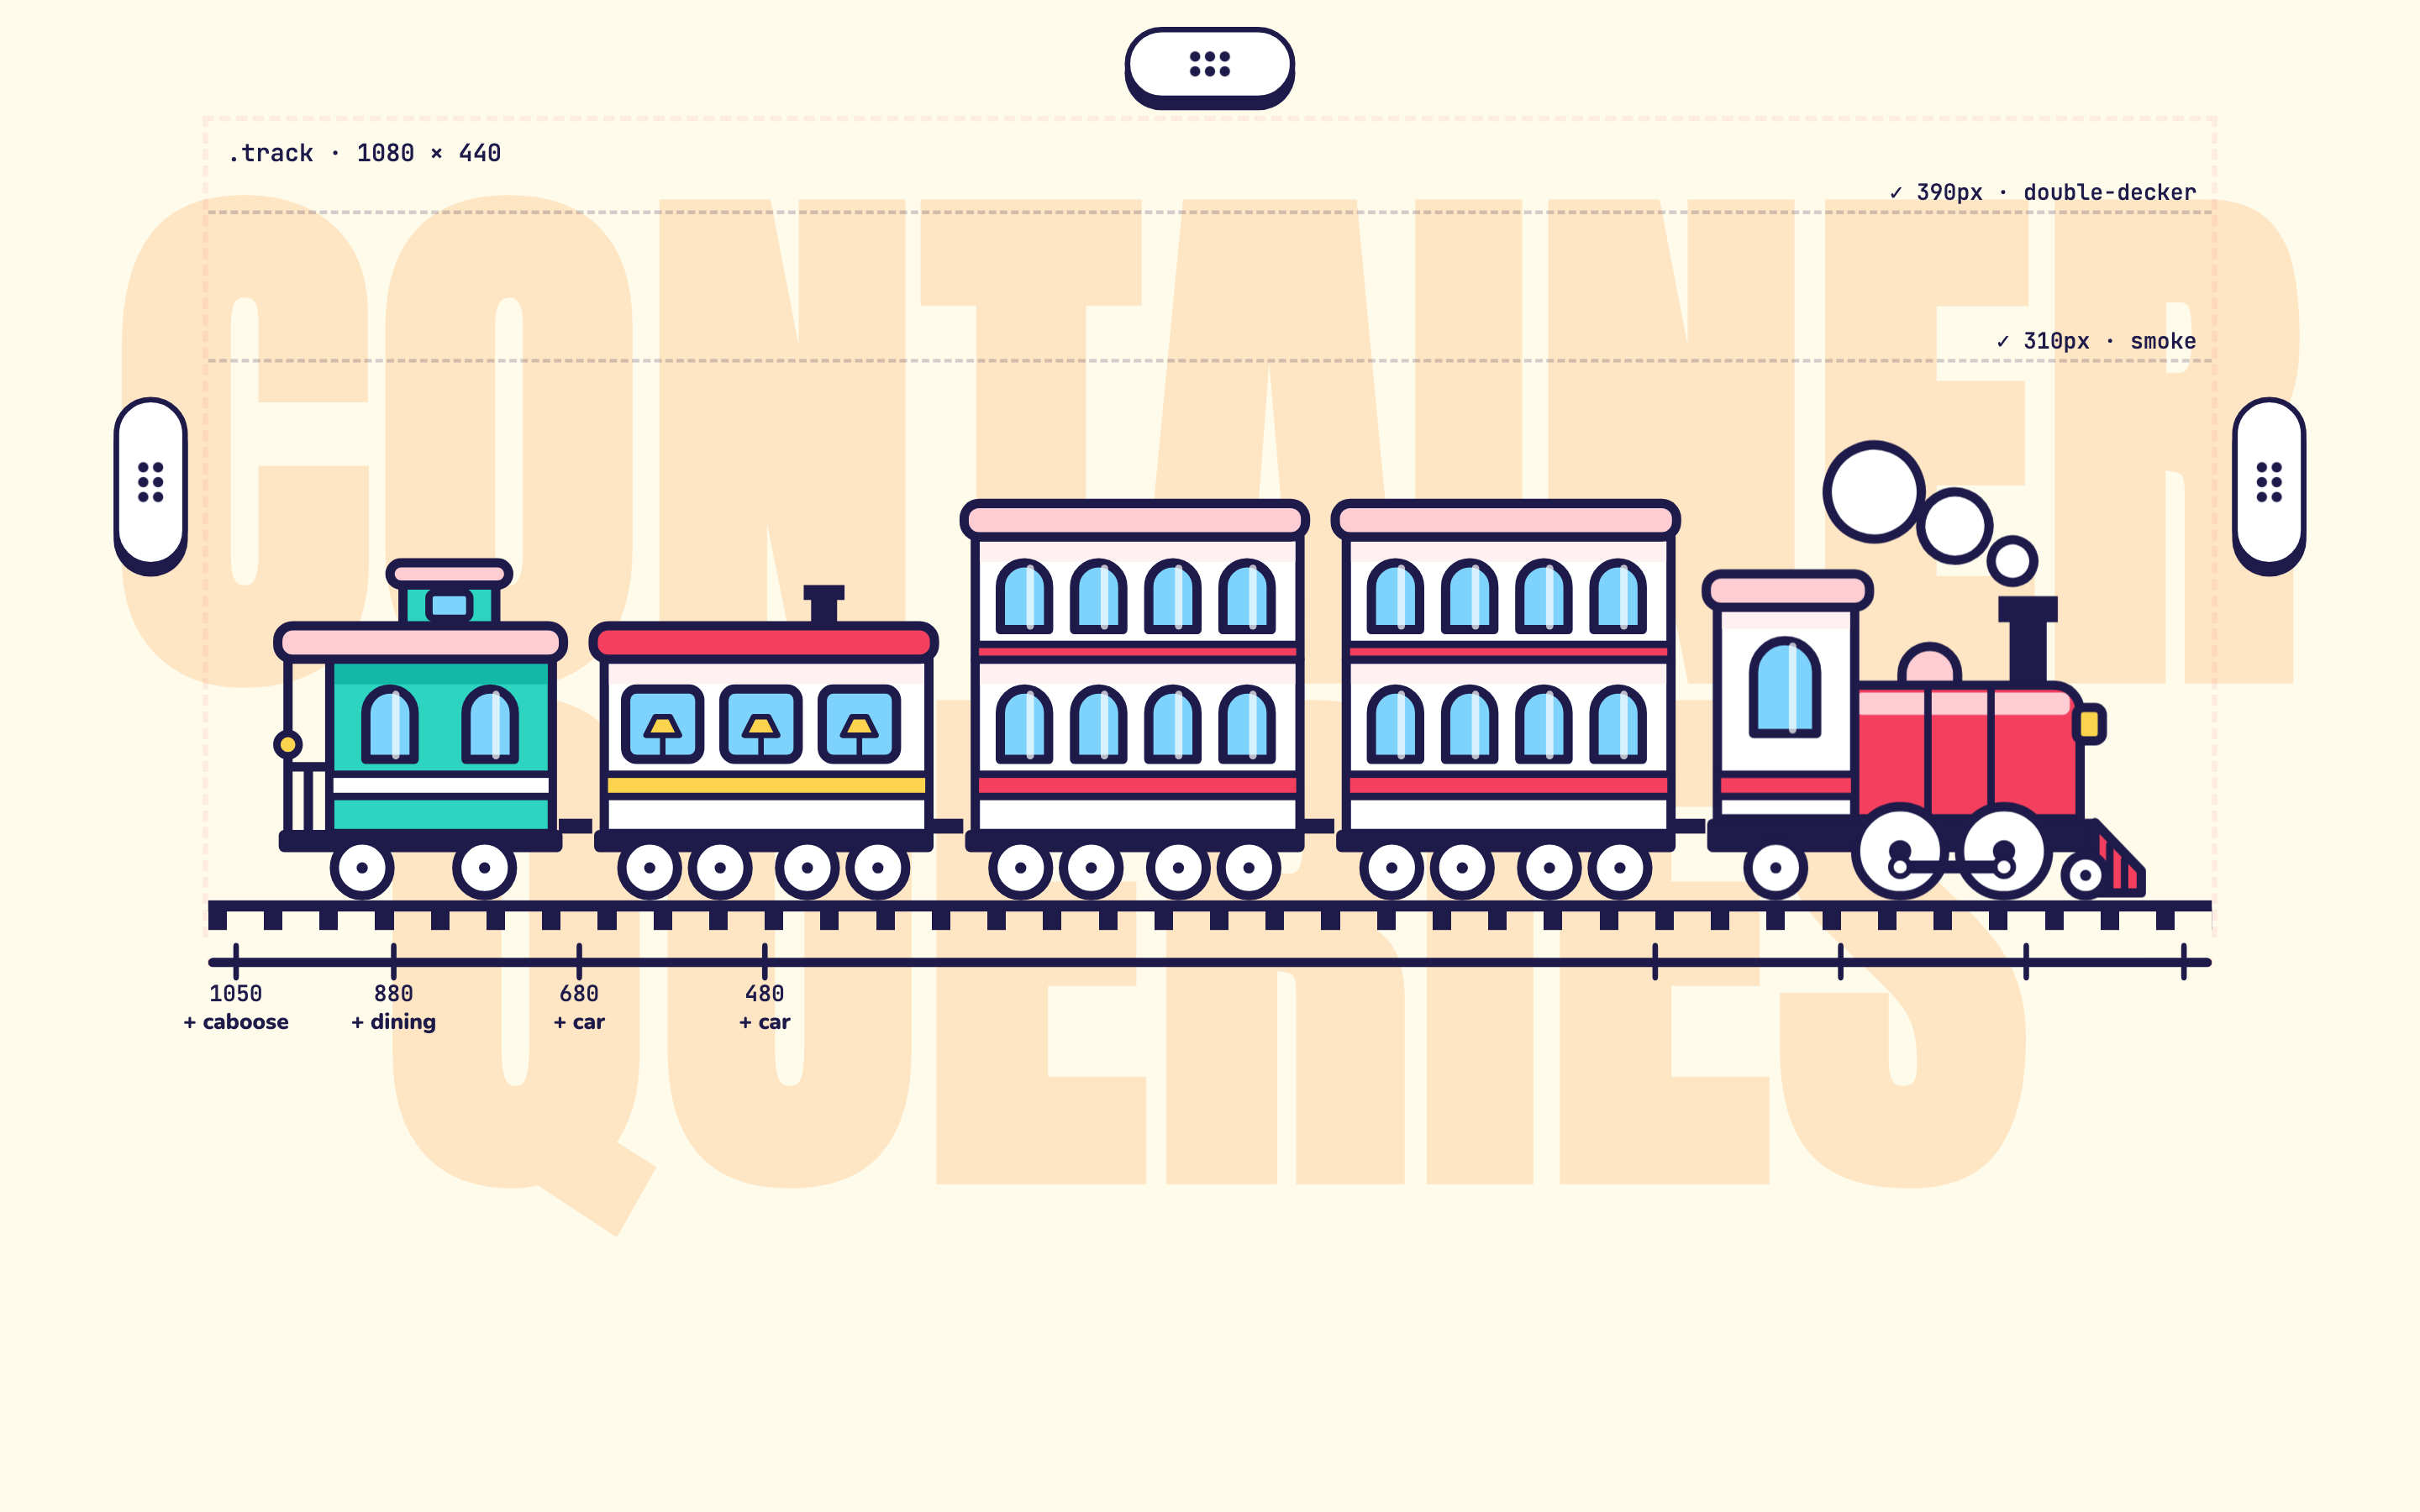 .track · 1080 × 440
✓ 390px · double-decker
✓ 310px · smoke
CONTAINER
QUERIES
1050 880 680 480
+ caboose + dining + car + car